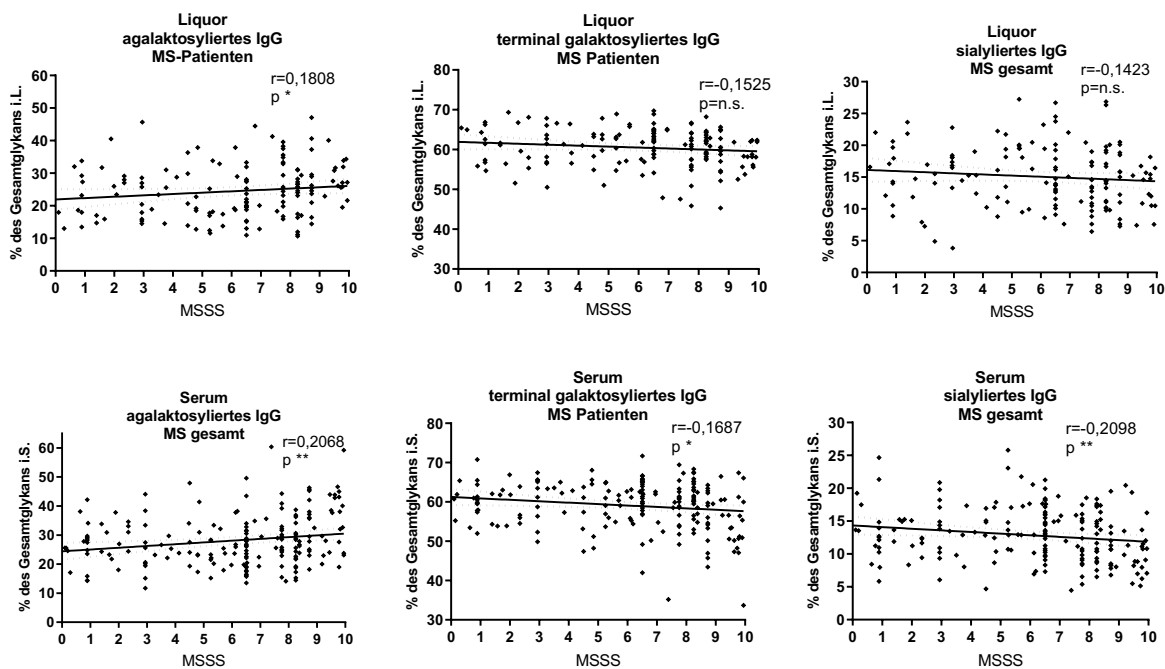 Liquor
agalaktosyliertes IgG
MS-Patienten
r=0,1808
p *
% des Gesamtglykans i.L.
60
50
40
30
20
10
0
0 1 2 3 4 5 6 7 8 9 10
MSSS
Liquor
terminal galaktosyliertes IgG
MS Patienten
r=-0,1525
p=n.s.
% des Gesamtglykans i.L.
80
70
60
50
40
30
0 1 2 3 4 5 6 7 8 9 10
MSSS
Liquor
sialyliertes IgG
MS gesamt
r=-0,1423
p=n.s.
% des Gesamtglykans i.L.
30
25
20
15
10
5
0
0 1 2 3 4 5 6 7 8 9 10
MSSS
Serum
agalaktosyliertes IgG
MS gesamt
r=0,2068
p **
% des Gesamtglykans i.S.
60
50
40
30
20
10
0
0 1 2 3 4 5 6 7 8 9 10
MSSS
Serum
terminal galaktosyliertes IgG
MS Patienten
r=-0,1687
p *
% des Gesamtglykans i.S.
80
70
60
50
40
30
0 1 2 3 4 5 6 7 8 9 10
MSSS
Serum
sialyliertes IgG
MS gesamt
r=-0,2098
p **
% des Gesamtglykans i.S.
30
25
20
15
10
5
0
0 1 2 3 4 5 6 7 8 9 10
MSSS